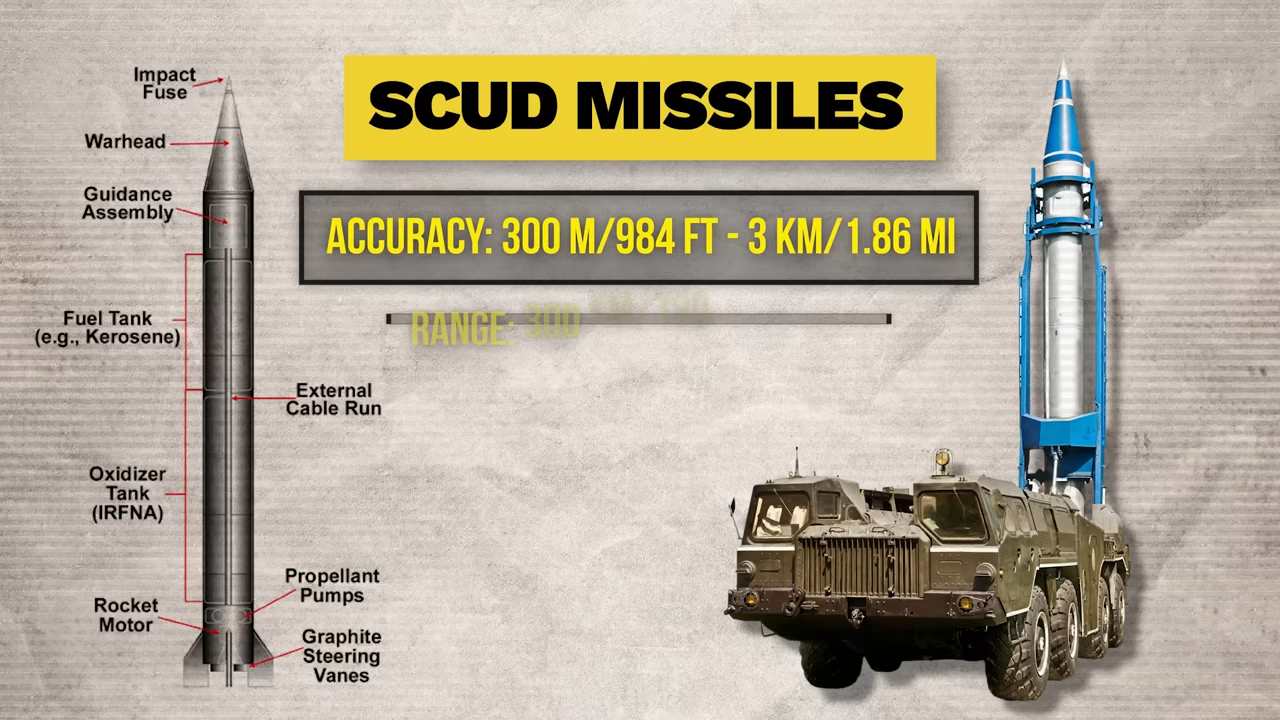 SCUD MISSILES
ACCURACY: 300 M/984 FT - 3 KM/1.86 MI
RANGE: 300
Impact
Fuse
Warhead
Guidance
Assembly
Fuel Tank
(e.g., Kerosene)
External
Cable Run
Oxidizer
Tank
(IRFNA)
Propellant
Pumps
Rocket
Motor
Graphite
Steering
Vanes